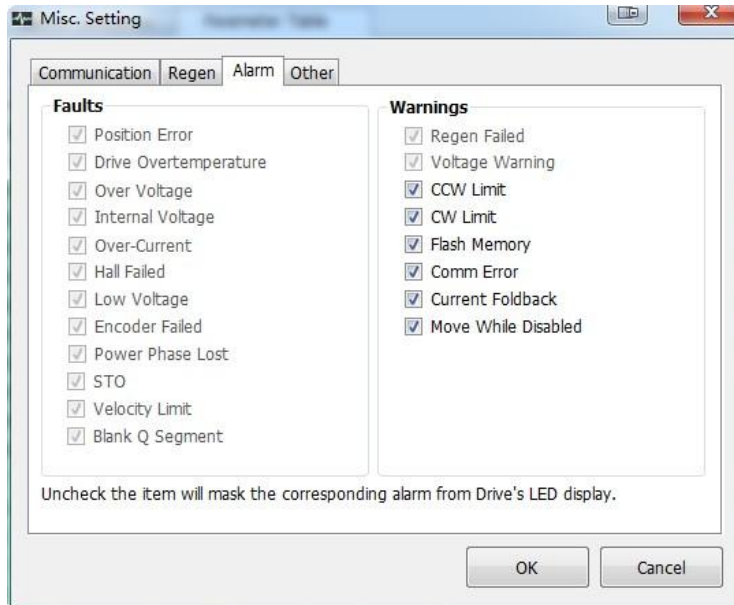 Misc. Setting
Parameter Table
Communication Regen Alarm Other
Faults
Position Error
Drive Overtemperature
Over Voltage
Internal Voltage
Over-Current
Hall Failed
Low Voltage
Encoder Failed
Power Phase Lost
STO
Velocity Limit
Blank Q Segment
Warnings
Regen Failed
Voltage Warning
CCW Limit
CW Limit
Flash Memory
Comm Error
Current Foldback
Move While Disabled
Uncheck the item will mask the corresponding alarm from Drive's LED display.
OK Cancel